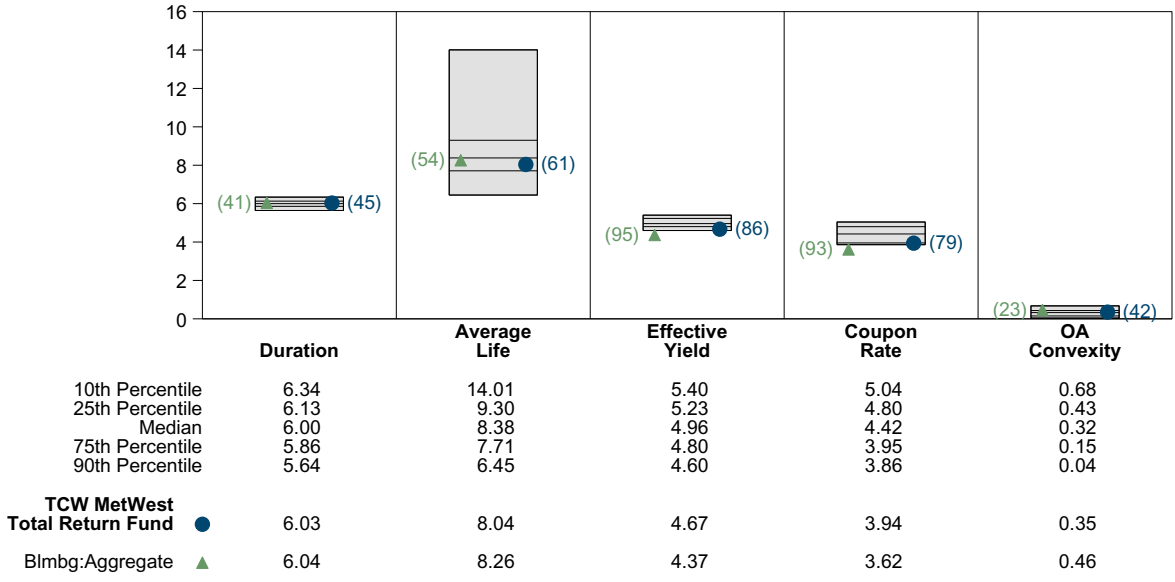 16
14
12
10
8
6
4
2
0
(41) (45)
(54) (61)
(95) (86)
(93) (79)
(23) (42)
Duration Average Life Effective Yield Coupon Rate OA Convexity
10th Percentile 6.34 14.01 5.40 5.04 0.68
25th Percentile 6.13 9.30 5.23 4.80 0.43
Median 6.00 8.38 4.96 4.42 0.32
75th Percentile 5.86 7.71 4.80 3.95 0.15
90th Percentile 5.64 6.45 4.60 3.86 0.04
TCW MetWest
Total Return Fund 6.03 8.04 4.67 3.94 0.35
Blmbg:Aggregate 6.04 8.26 4.37 3.62 0.46